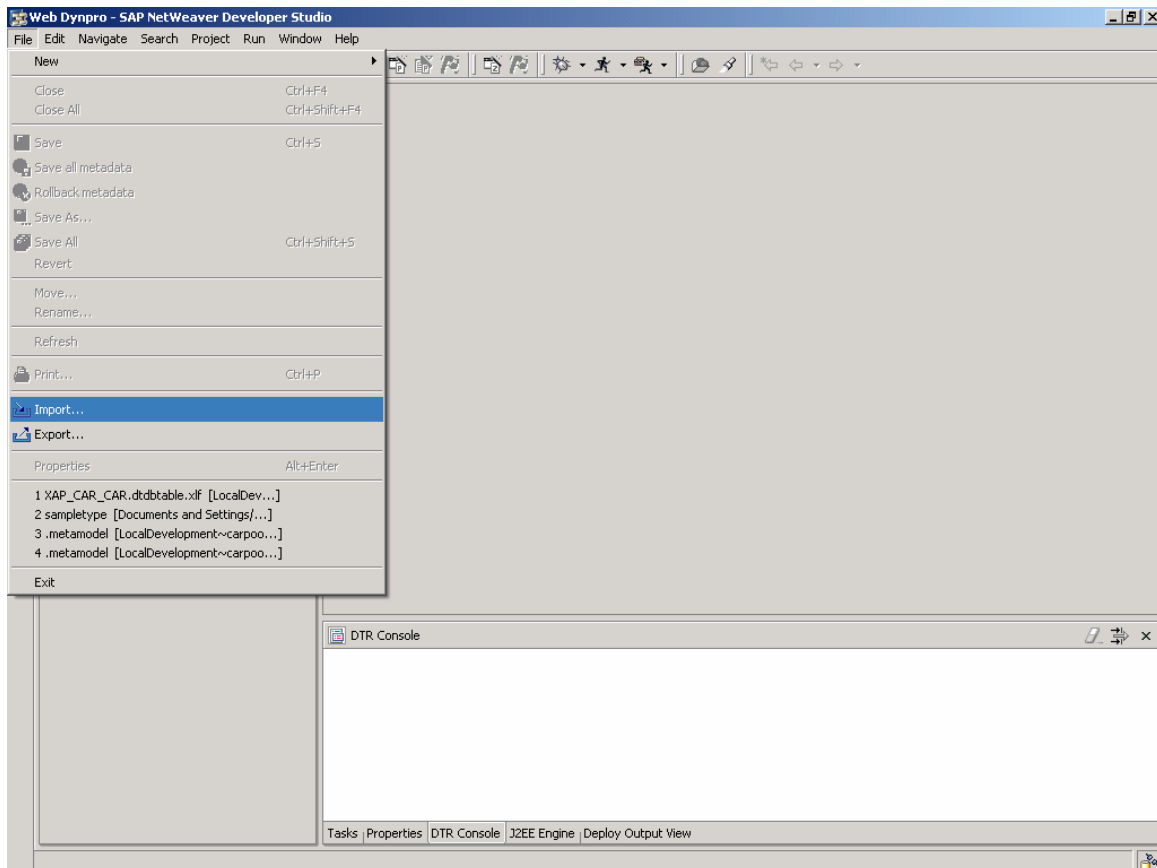 Web Dynpro - SAP NetWeaver Developer Studio
File Edit Navigate Search Project Run Window Help
New
Close Ctrl+F4
Close All Ctrl+Shift+F4
Save Ctrl+S
Save all metadata
Rollback metadata
Save As...
Save All Ctrl+Shift+S
Revert
Move...
Rename...
Refresh
Print... Ctrl+P
Import...
Export...
Properties Alt+Enter
1 XAP_CAR_CAR.dtdbtable.xlf [LocalDev...]
2 sampletype [Documents and Settings/...]
3 .metamodel [LocalDevelopment~carpoo...]
4 .metamodel [LocalDevelopment~carpoo...]
Exit
DTR Console
Tasks Properties DTR Console J2EE Engine Deploy Output View